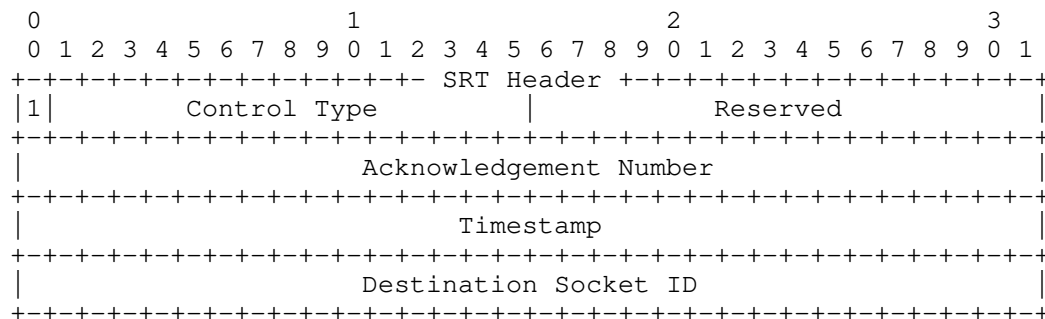 0                   1                   2                   3
 0 1 2 3 4 5 6 7 8 9 0 1 2 3 4 5 6 7 8 9 0 1 2 3 4 5 6 7 8 9 0 1
+-+-+-+-+-+-+-+-+-+-+-+-+- SRT Header +-+-+-+-+-+-+-+-+-+-+-+-+-+
|1|        Control Type         |           Reserved            |
+-+-+-+-+-+-+-+-+-+-+-+-+-+-+-+-+-+-+-+-+-+-+-+-+-+-+-+-+-+-+-+-+
|                     Acknowledgement Number                    |
+-+-+-+-+-+-+-+-+-+-+-+-+-+-+-+-+-+-+-+-+-+-+-+-+-+-+-+-+-+-+-+-+
|                           Timestamp                           |
+-+-+-+-+-+-+-+-+-+-+-+-+-+-+-+-+-+-+-+-+-+-+-+-+-+-+-+-+-+-+-+-+
|                     Destination Socket ID                     |
+-+-+-+-+-+-+-+-+-+-+-+-+-+-+-+-+-+-+-+-+-+-+-+-+-+-+-+-+-+-+-+-+